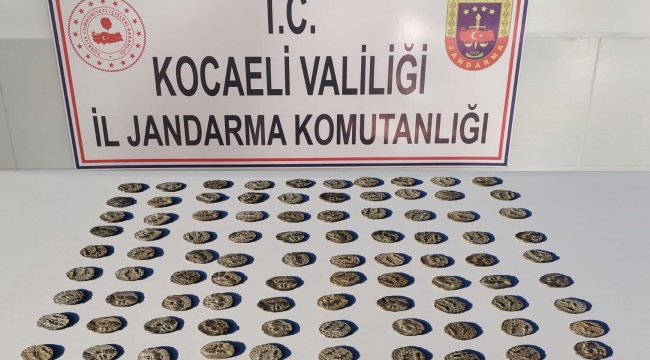 T.C.
KOCAELİ VALİLİĞİ
İL JANDARMA KOMUTANLIĞI
JANDARMA